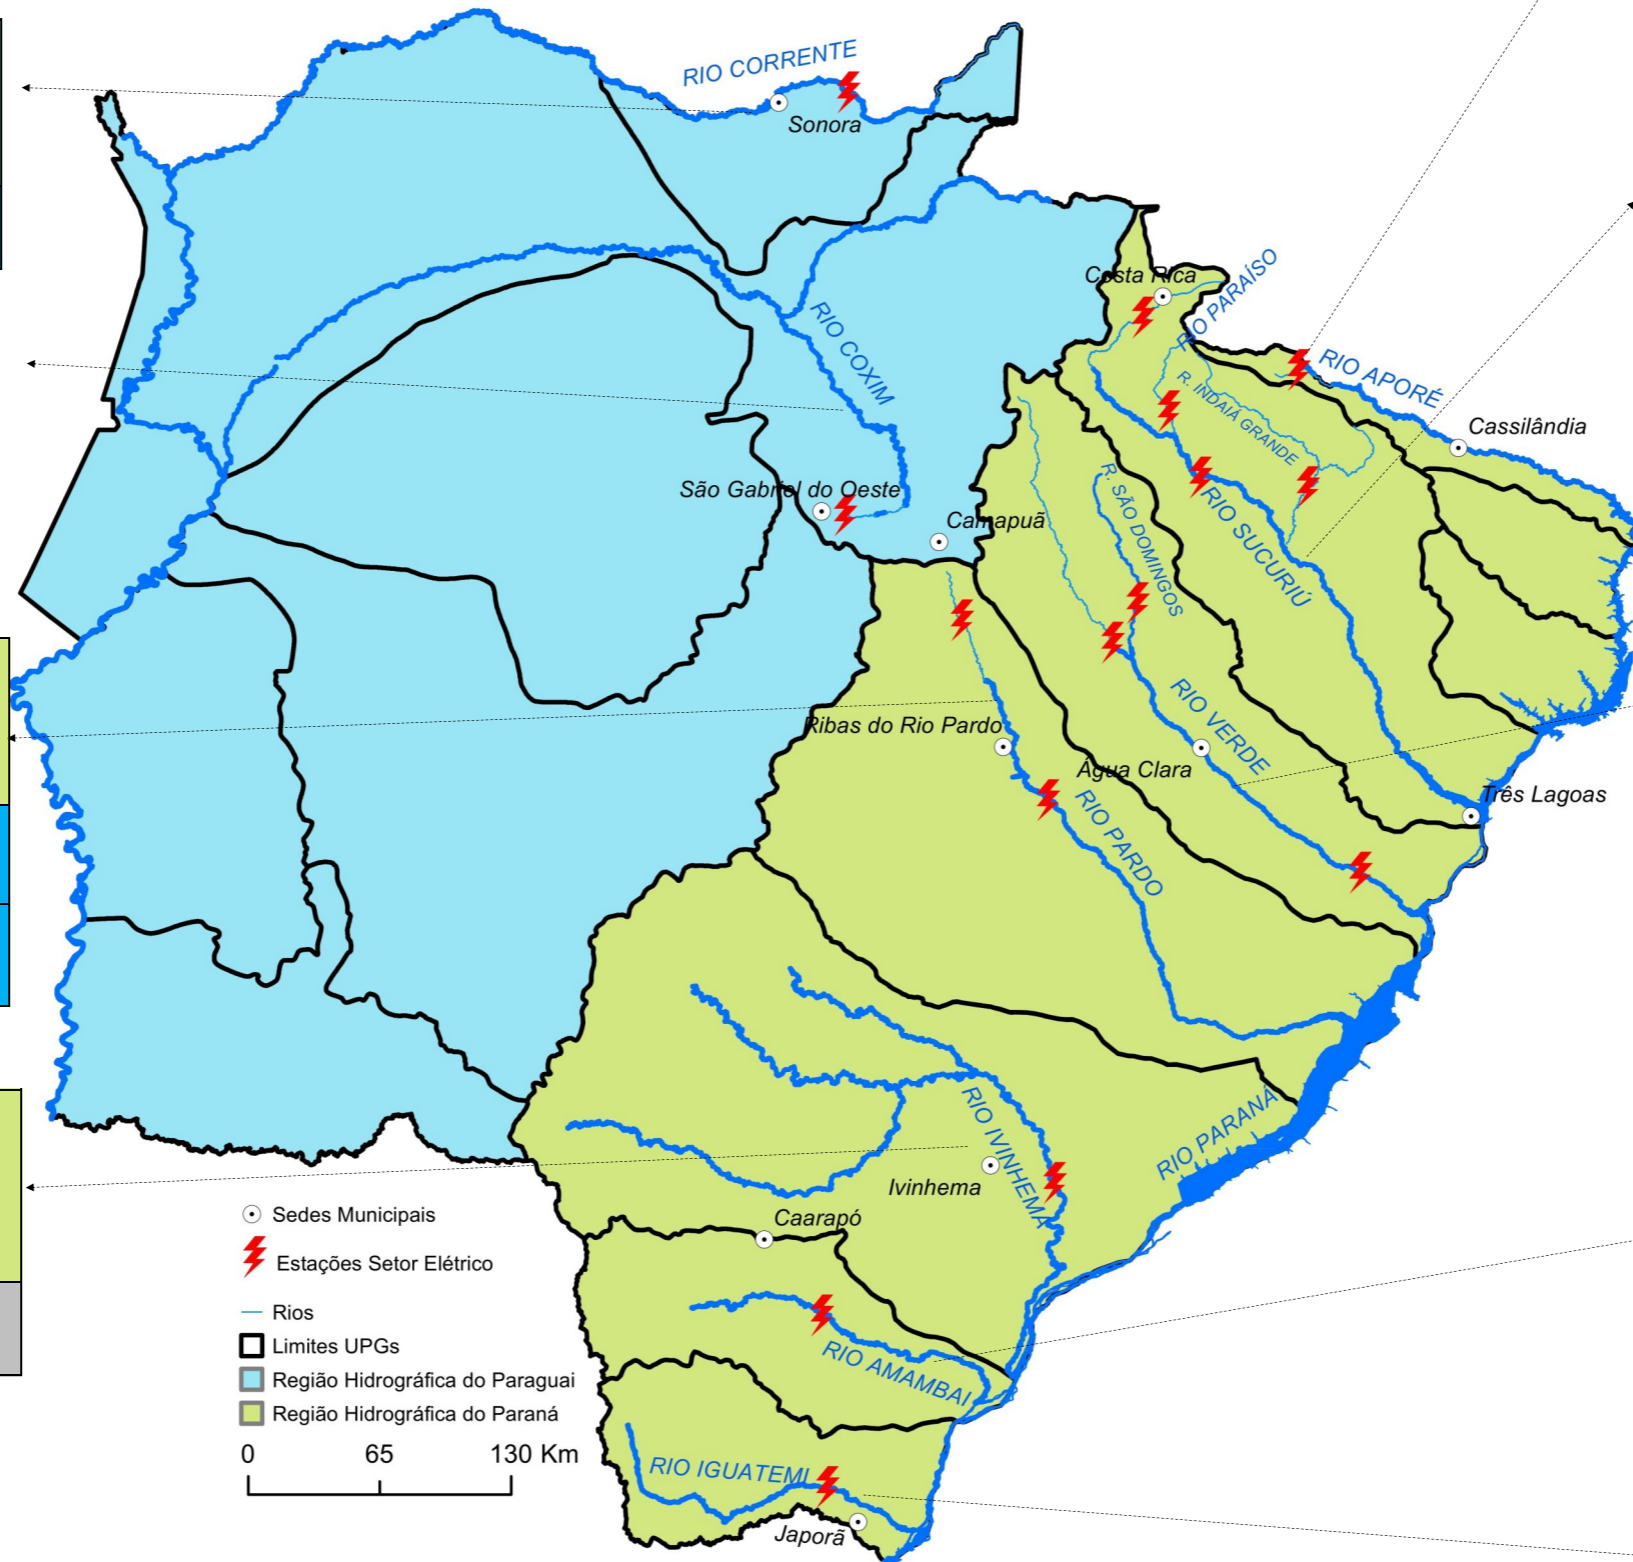 RIO CORRENTE
Sonora
Costa Rica
RIO PARAÍSO
RIO COXIM
RIO APORÉ
R. INDAIÁ GRANDE
Cassilândia
São Gabriel do Oeste
R. SÃO DOMINGOS
RIO SUCURIÚ
Camapuã
Ribas do Rio Pardo
RIO VERDE
Água Clara
Três Lagoas
RIO PARDO
RIO IVINHEMA
RIO PARANÁ
Ivinhema
Caarapó
RIO AMAMBAI
RIO IGUATEMI
Japorã
Sedes Municipais
Estações Setor Elétrico
Rios
Limites UPGs
Região Hidrográfica do Paraguai
Região Hidrográfica do Paraná
0 65 130 Km